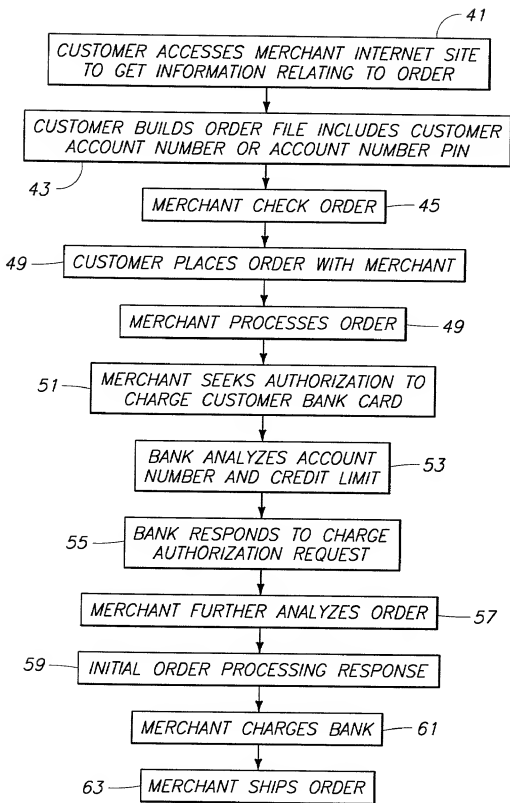 41
CUSTOMER ACCESSES MERCHANT INTERNET SITE
TO GET INFORMATION RELATING TO ORDER
CUSTOMER BUILDS ORDER FILE INCLUDES CUSTOMER
ACCOUNT NUMBER OR ACCOUNT NUMBER PIN
43
MERCHANT CHECK ORDER
45
49
CUSTOMER PLACES ORDER WITH MERCHANT
MERCHANT PROCESSES ORDER
49
51
MERCHANT SEEKS AUTHORIZATION TO
CHARGE CUSTOMER BANK CARD
BANK ANALYZES ACCOUNT
NUMBER AND CREDIT LIMIT
53
55
BANK RESPONDS TO CHARGE
AUTHORIZATION REQUEST
MERCHANT FURTHER ANALYZES ORDER
57
59
INITIAL ORDER PROCESSING RESPONSE
MERCHANT CHARGES BANK
61
63
MERCHANT SHIPS ORDER